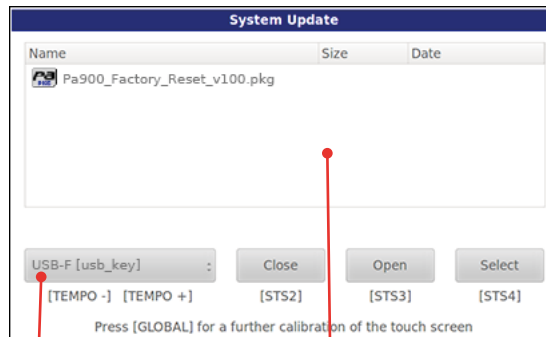 System Update
Name Size Date
Pa900_Factory_Reset_v100.pkg
USB-F [usb_key] Close Open Select
[TEMPO -] [TEMPO +] [STS2] [STS3] [STS4]
Press [GLOBAL] for a further calibration of the touch screen